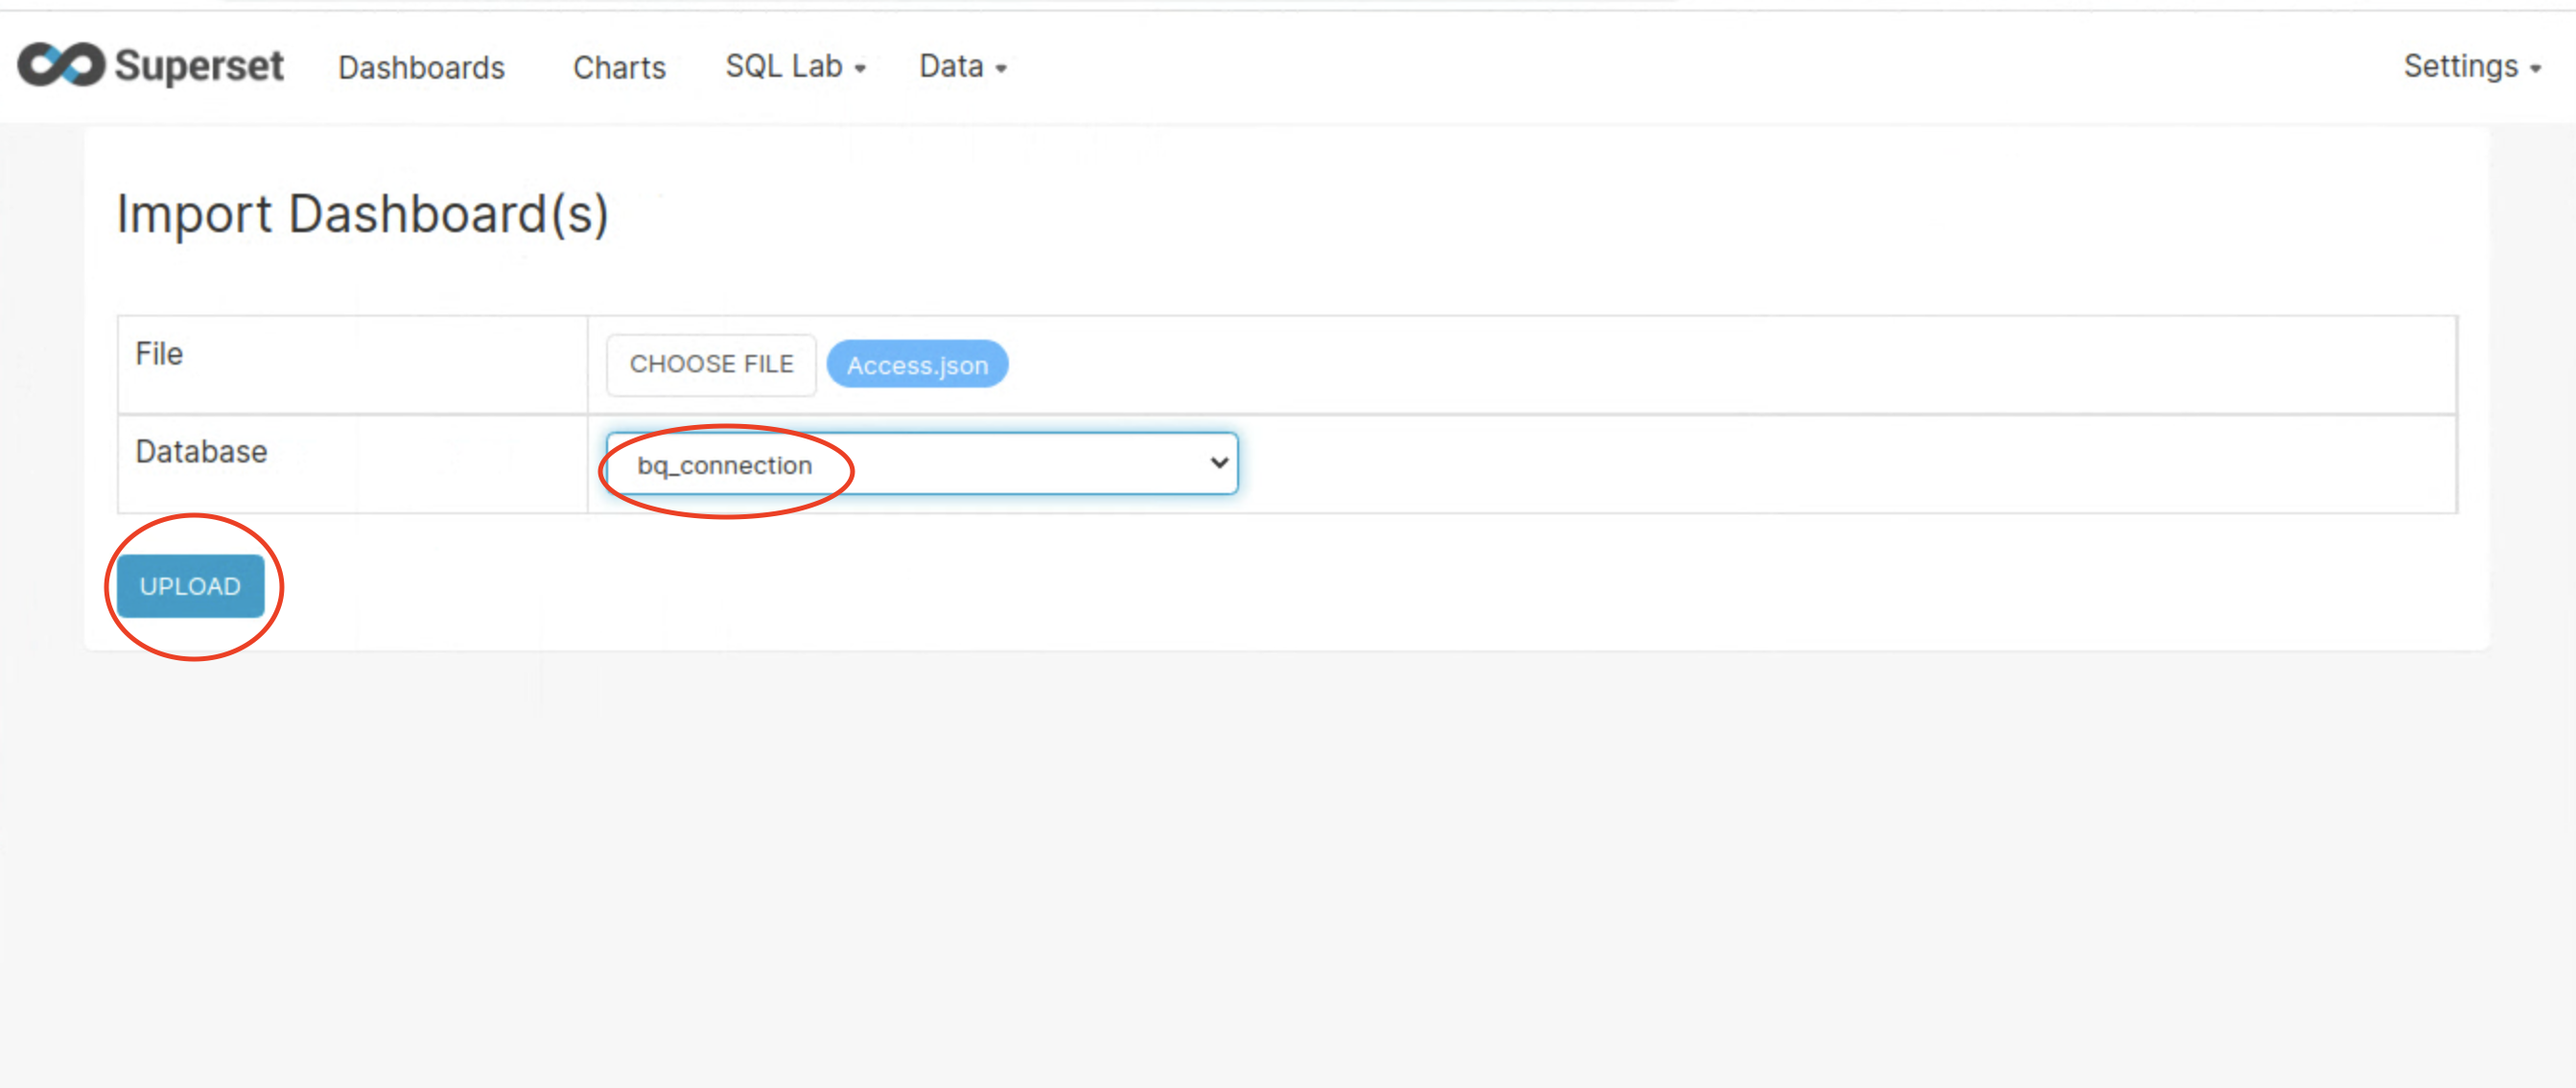 Superset Dashboards Charts SQL Lab Data Settings
Import Dashboard(s)
File CHOOSE FILE Access.json
Database bq_connection
UPLOAD